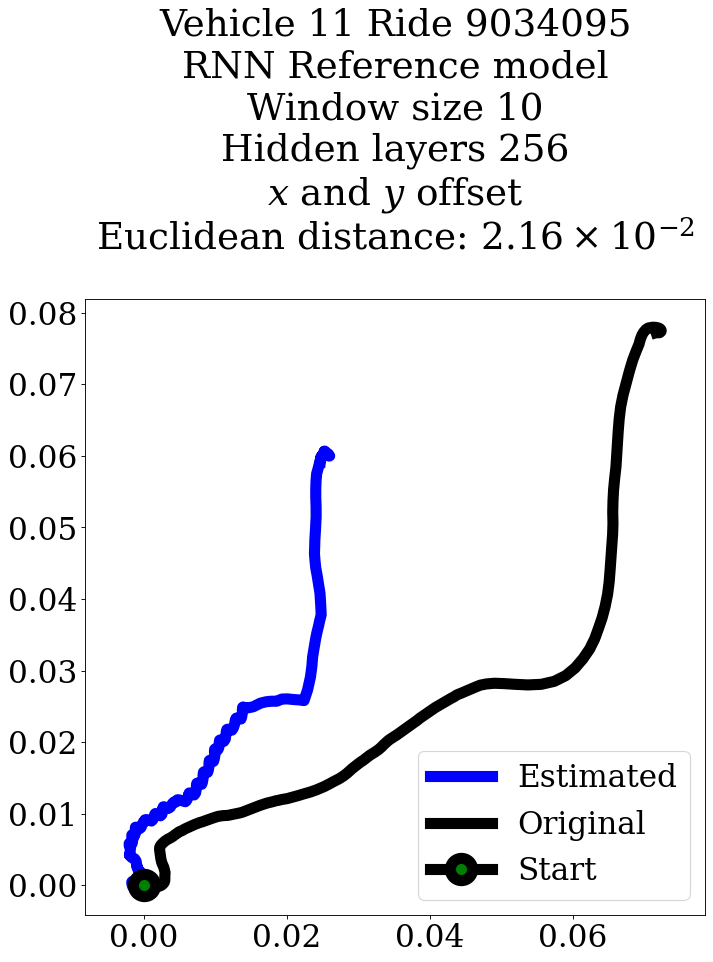 Vehicle 11 Ride 9034095
RNN Reference model
Window size 10
Hidden layers 256
x and y offset
Euclidean distance: 2.16 × 10⁻²
0.08
0.07
0.06
0.05
0.04
0.03
0.02
0.01
0.00
Estimated
Original
Start
0.00 0.02 0.04 0.06